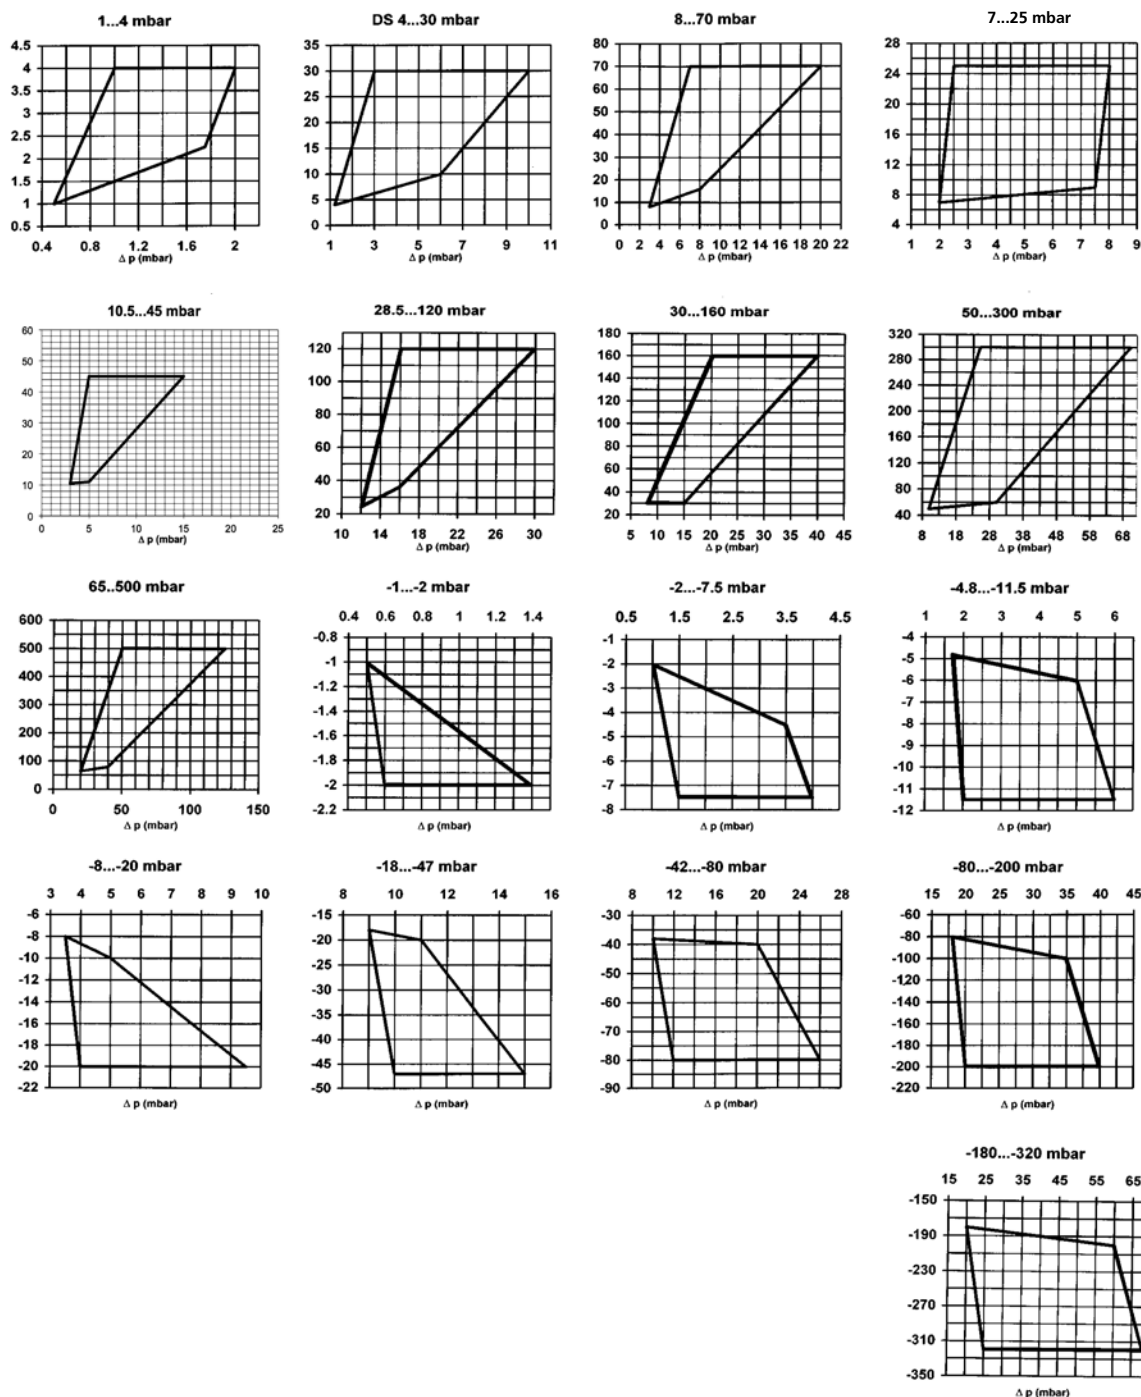 1...4 mbar
4.5
4
3.5
3
2.5
2
1.5
1
0.5
0.4 0.8 1.2 1.6 2
Δ p (mbar)
DS 4...30 mbar
35
30
25
20
15
10
5
0
1 3 5 7 9 11
Δ p (mbar)
8...70 mbar
80
70
60
50
40
30
20
10
0
0 2 4 6 8 10 12 14 16 18 20 22
Δ p (mbar)
7...25 mbar
28
24
20
16
12
8
4
1 2 3 4 5 6 7 8 9
Δ p (mbar)
10.5...45 mbar
60
50
40
30
20
10
0
0 5 10 15 20 25
Δ p (mbar)
28.5...120 mbar
120
100
80
60
40
20
10 14 18 22 26 30
Δ p (mbar)
30...160 mbar
180
160
140
120
100
80
60
40
20
5 10 15 20 25 30 35 40 45
Δ p (mbar)
50...300 mbar
320
280
240
200
160
120
80
40
8 18 28 38 48 58 68
Δ p (mbar)
65..500 mbar
600
500
400
300
200
100
0
0 50 100 150
Δ p (mbar)
-1...-2 mbar
0.4 0.6 0.8 1 1.2 1.4
-0.8
-1
-1.2
-1.4
-1.6
-1.8
-2
-2.2
Δ p (mbar)
-2...-7.5 mbar
0.5 1.5 2.5 3.5 4.5
-1
-2
-3
-4
-5
-6
-7
-8
Δ p (mbar)
-4.8...-11.5 mbar
1 2 3 4 5 6
-4
-5
-6
-7
-8
-9
-10
-11
-12
Δ p (mbar)
-8...-20 mbar
3 4 5 6 7 8 9 10
-6
-8
-10
-12
-14
-16
-18
-20
-22
Δ p (mbar)
-18...-47 mbar
8 10 12 14 16
-15
-20
-25
-30
-35
-40
-45
-50
Δ p (mbar)
-42...-80 mbar
8 12 16 20 24 28
-30
-40
-50
-60
-70
-80
-90
Δ p (mbar)
-80...-200 mbar
15 20 25 30 35 40 45
-60
-80
-100
-120
-140
-160
-180
-200
-220
Δ p (mbar)
-180...-320 mbar
15 25 35 45 55 65
-150
-190
-230
-270
-310
-350
Δ p (mbar)